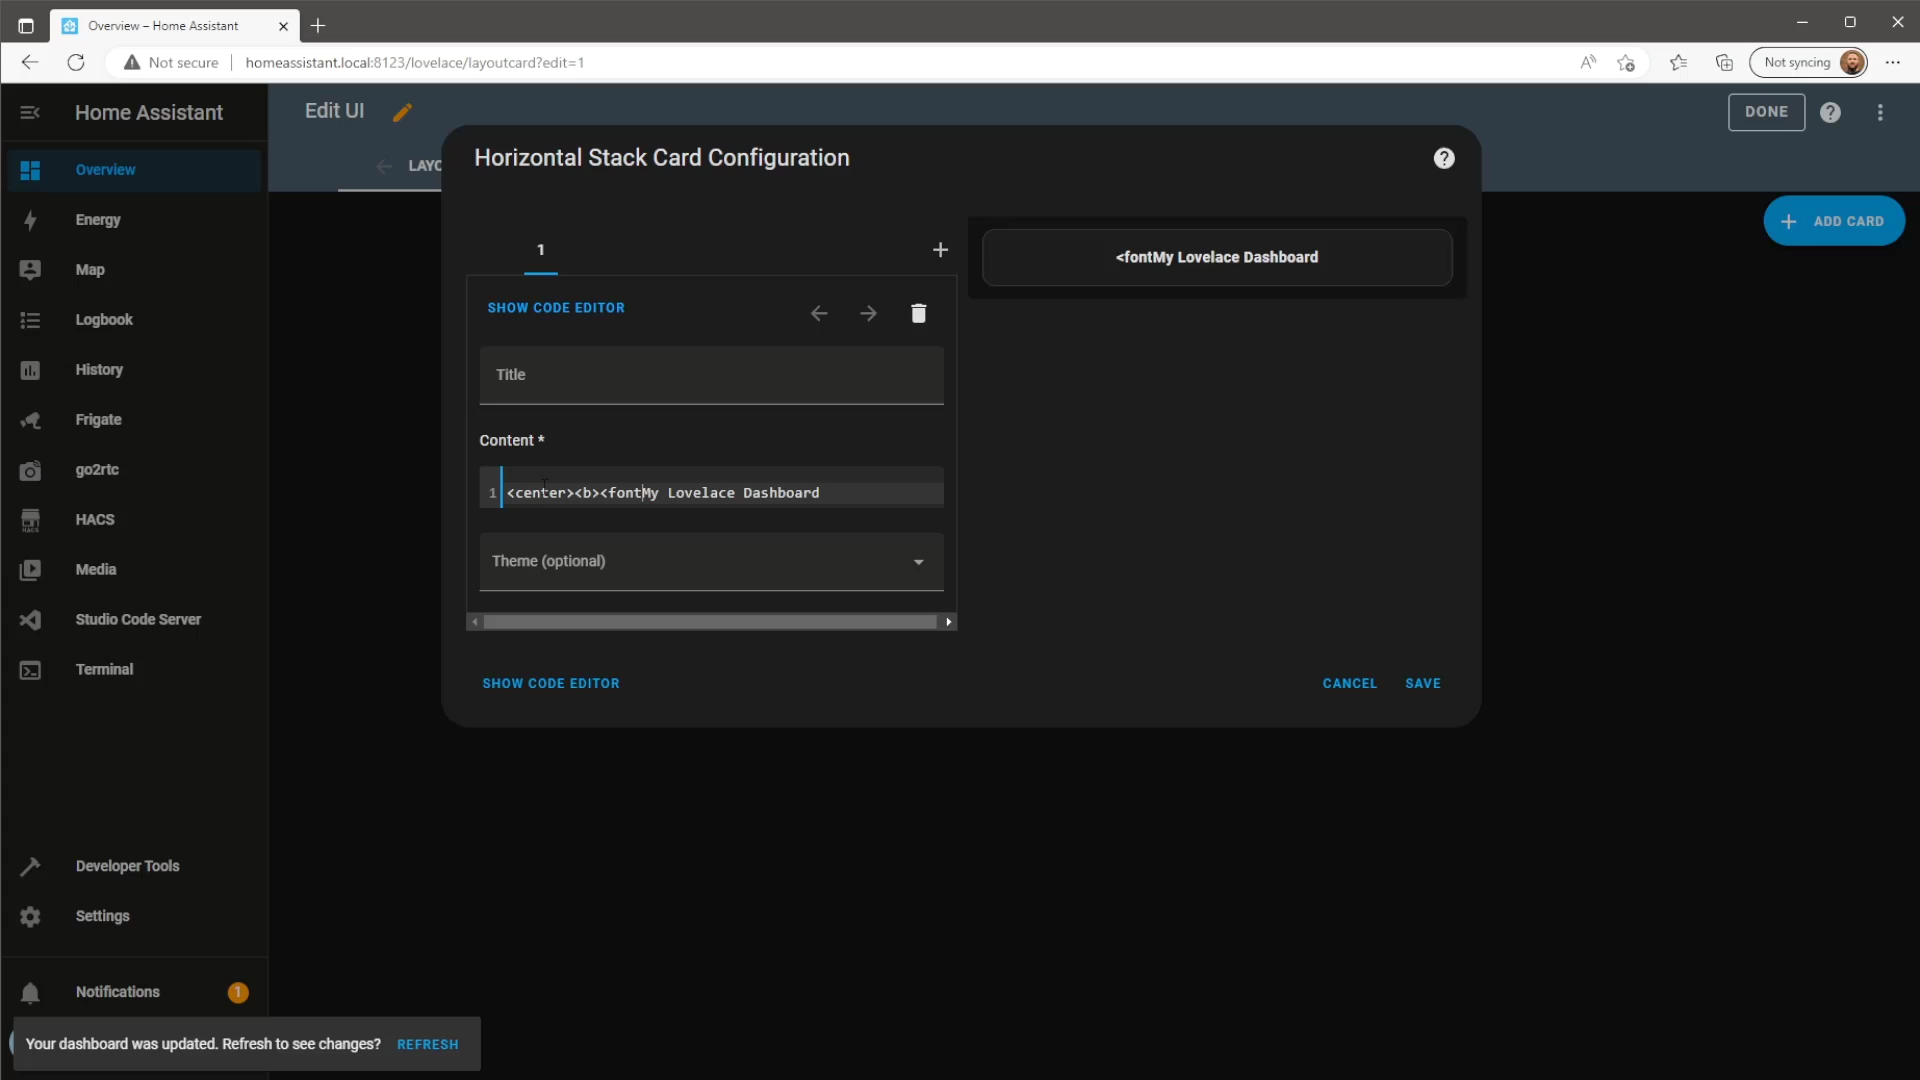 Overview – Home Assistant
Not secure
homeassistant.local:8123/lovelace/layoutcard?edit=1
Not syncing
Home Assistant
Edit UI
DONE
LAYO
Overview
Energy
Map
Logbook
History
Frigate
go2rtc
HACS
HACS
Media
Studio Code Server
Terminal
Developer Tools
Settings
Notifications
1
Your dashboard was updated. Refresh to see changes?
REFRESH
ADD CARD
Horizontal Stack Card Configuration
1
SHOW CODE EDITOR
Title
Content *
1
<center><b><fontMy Lovelace Dashboard
Theme (optional)
SHOW CODE EDITOR
<fontMy Lovelace Dashboard
CANCEL
SAVE